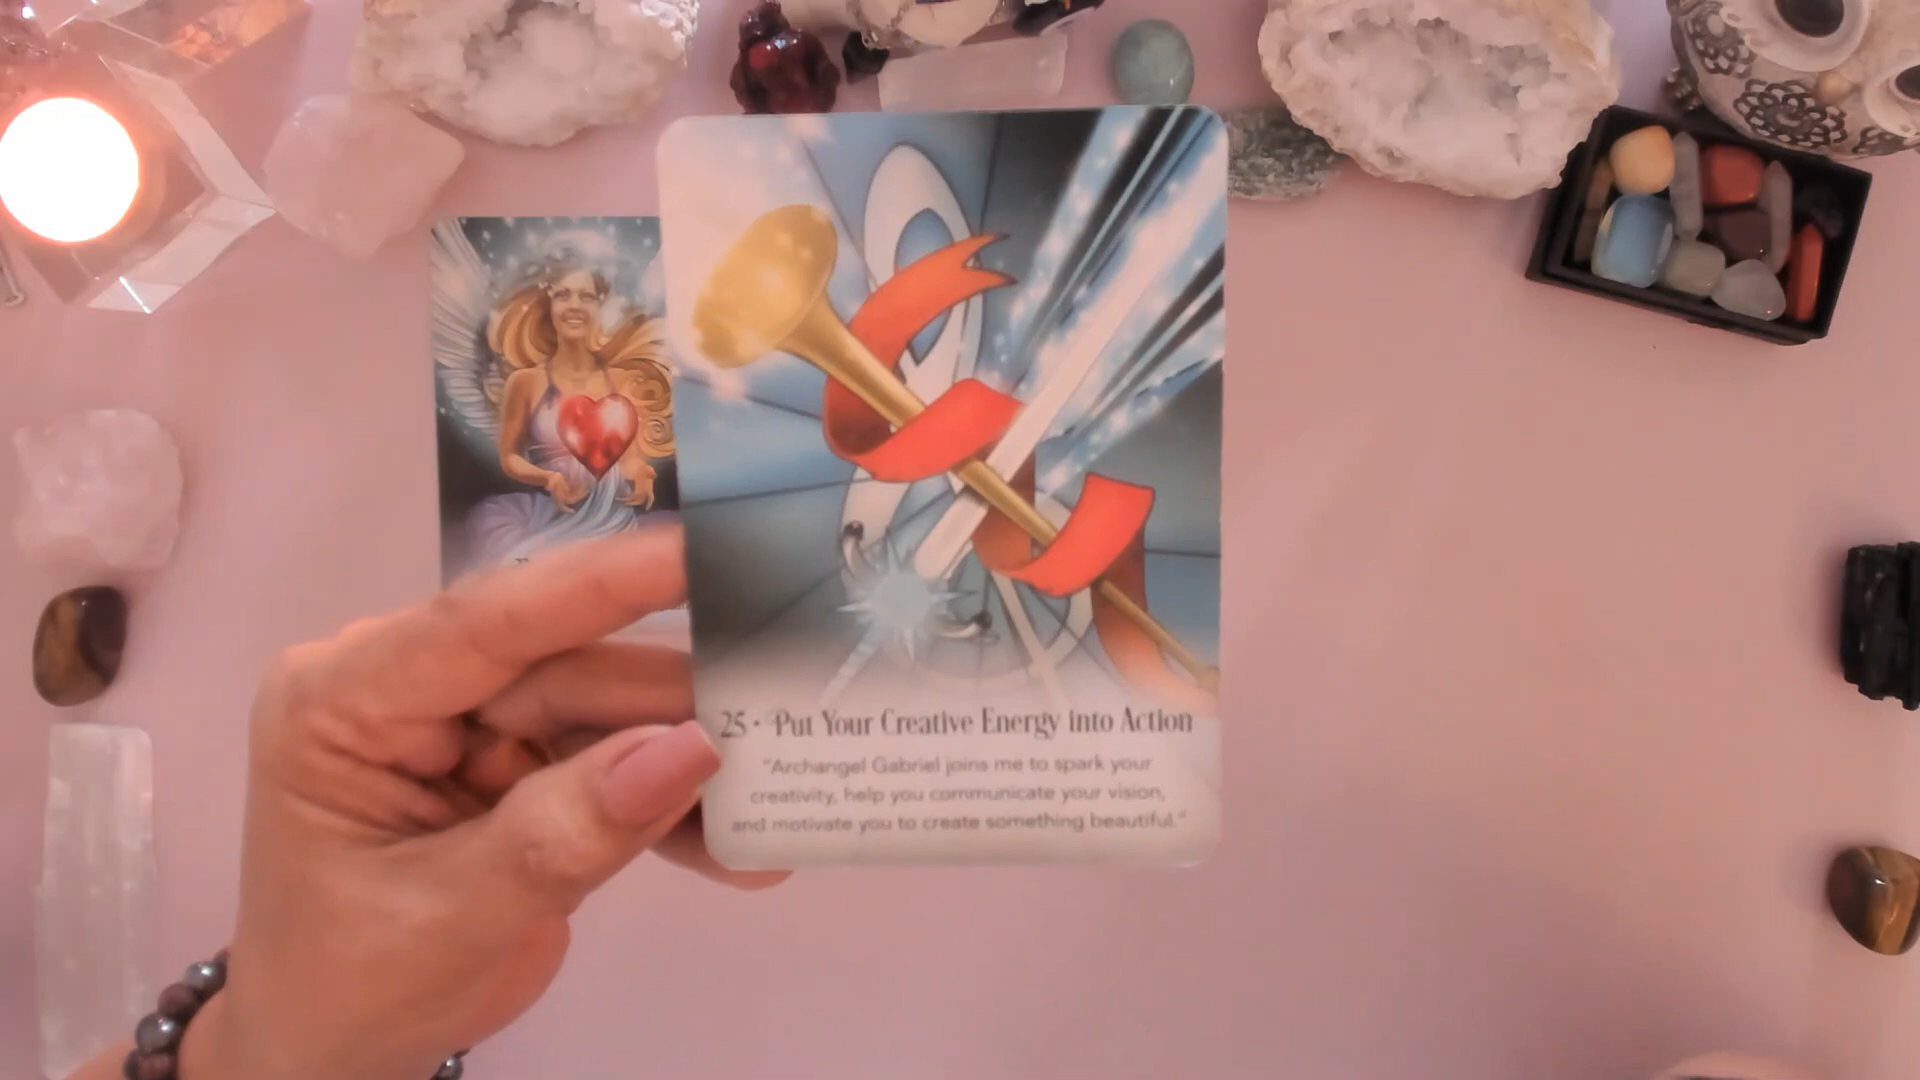 25 · Put Your Creative Energy into Action
"Archangel Gabriel joins me to spark your
creativity, help you communicate your vision,
and motivate you to create something beautiful."